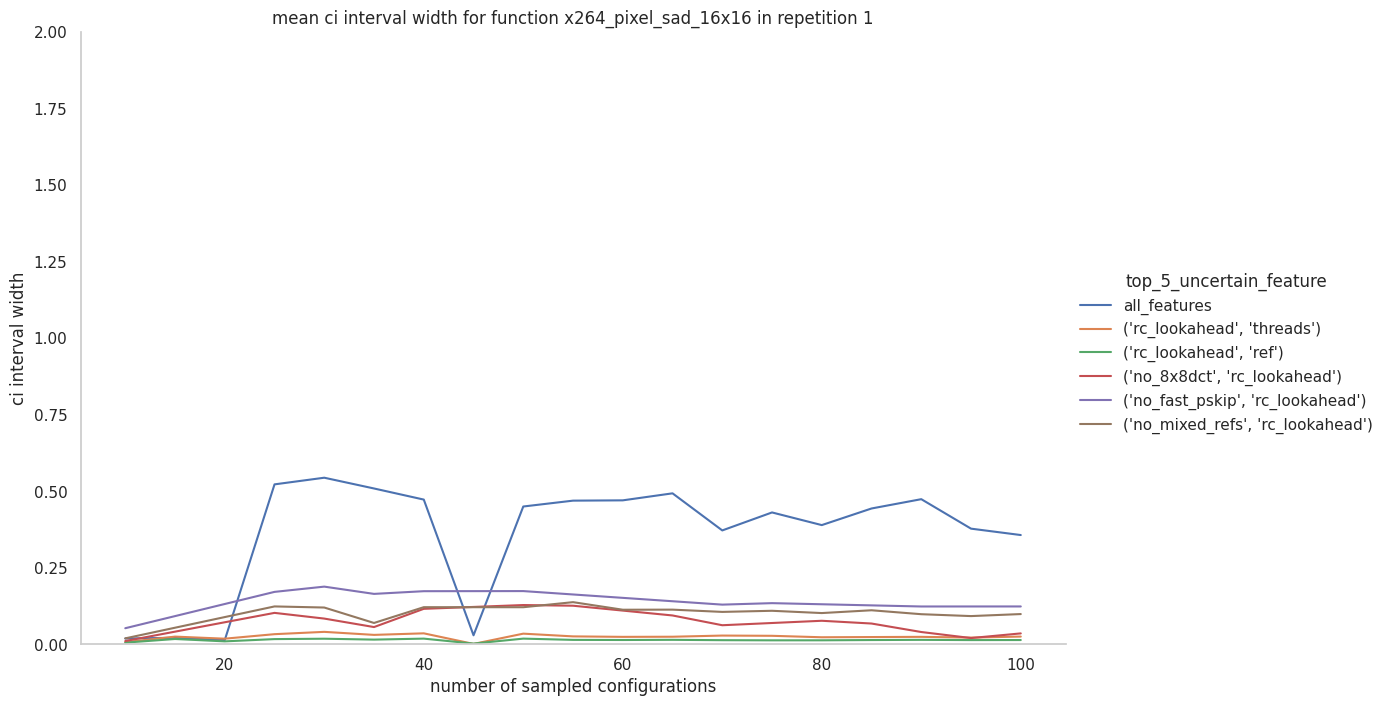 mean ci interval width for function x264_pixel_sad_16x16 in repetition 1
2.00
1.75
1.50
1.25
1.00
0.75
0.50
0.25
0.00
ci interval width
20
40
60
80
100
number of sampled configurations
top_5_uncertain_feature
all_features
('rc_lookahead', 'threads')
('rc_lookahead', 'ref')
('no_8x8dct', 'rc_lookahead')
('no_fast_pskip', 'rc_lookahead')
('no_mixed_refs', 'rc_lookahead')